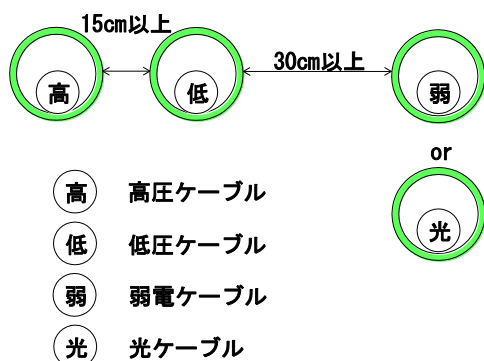 15cm以上
30cm以上
高 低 弱
or
光
高 高圧ケーブル
低 低圧ケーブル
弱 弱電ケーブル
光 光ケーブル